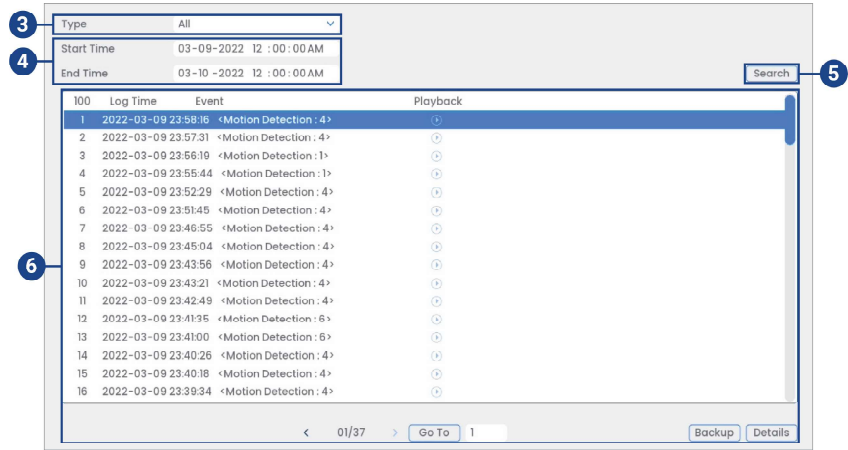 3 Type All
4 Start Time 03-09-2022 12 :00:00AM
End Time 03-10 -2022 12 :00:00AM
Search 5
6
100 Log Time Event Playback
1 2022-03-09 23:58:16 <Motion Detection : 4>
2 2022-03-09 23.57.31 <Motion Detection : 4>
3 2022-03-09 23:56:19 <Motion Detection : 1>
4 2022-03-09 23:55:44 <Motion Detection : 1>
5 2022-03-09 23:52:29 <Motion Detection : 4>
6 2022-03-09 23:51:45 <Motion Detection : 4>
7 2022-03-09 23:46:55 <Motion Detection : 4>
8 2022-03-09 23:45:04 <Motion Detection : 4>
9 2022-03-09 23:43:56 <Motion Detection : 4>
10 2022-03-09 23:43:21 <Motion Detection : 4>
11 2022-03-09 23:42:49 <Motion Detection : 4>
12 2022-03-09 23:41:35 <Motion Detection : 6>
13 2022-03-09 23:41:00 <Motion Detection : 6>
14 2022-03-09 23:40:26 <Motion Detection : 4>
15 2022-03-09 23:40:18 <Motion Detection : 4>
16 2022-03-09 23:39:34 <Motion Detection : 4>
< 01/37 > Go To 1 Backup Details